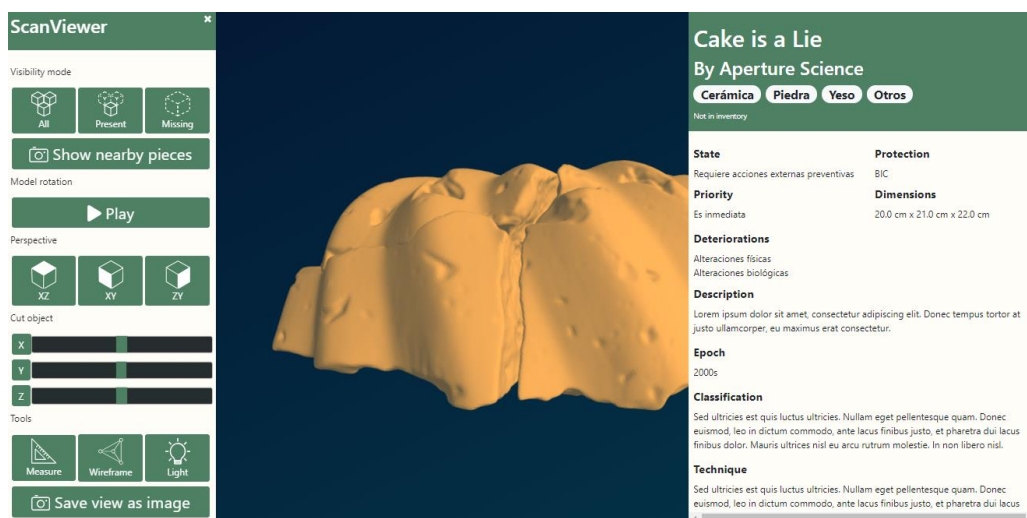 ScanViewer
×
Visibility mode
All
Present
Missing
Show nearby pieces
Model rotation
Play
Perspective
XZ
XY
ZY
Cut object
X
Y
Z
Tools
Measure
Wireframe
Light
Save view as image
Cake is a Lie
By Aperture Science
Cerámica Piedra Yeso Otros
Not in inventory
State
Requiere acciones externas preventivas
Protection
BIC
Priority
Es inmediata
Dimensions
20.0 cm x 21.0 cm x 22.0 cm
Deteriorations
Alteraciones físicas
Alteraciones biológicas
Description
Lorem ipsum dolor sit amet, consectetur adipiscing elit. Donec tempus tortor at
justo ullamcorper, eu maximus erat consectetur.
Epoch
2000s
Classification
Sed ultricies est quis luctus ultricies. Nullam eget pellentesque quam. Donec
euismod, leo in dictum commodo, ante lacus finibus justo, et pharetra dui lacus
finibus dolor. Mauris ultrices nisl eu arcu rutrum molestie. In non libero nisl.
Technique
Sed ultricies est quis luctus ultricies. Nullam eget pellentesque quam. Donec
euismod, leo in dictum commodo, ante lacus finibus justo, et pharetra dui lacus